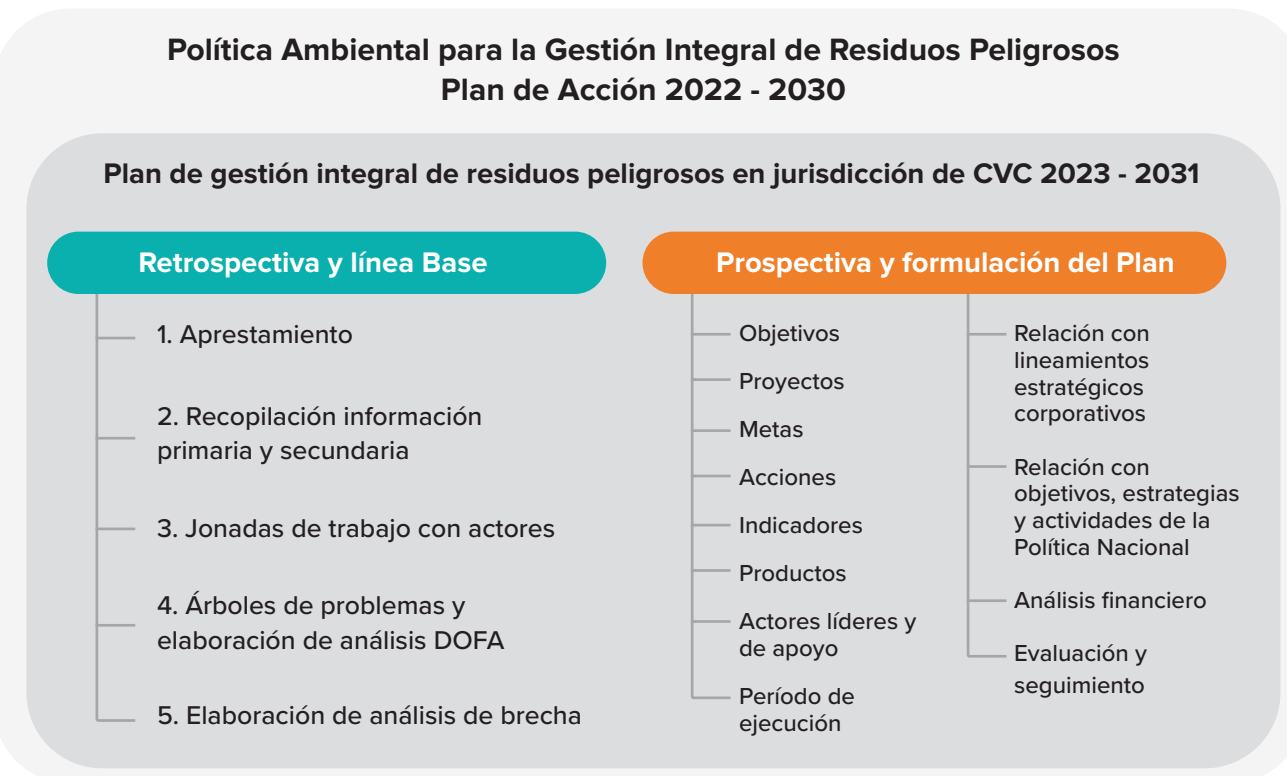 Política Ambiental para la Gestión Integral de Residuos Peligrosos
Plan de Acción 2022 - 2030
Plan de gestión integral de residuos peligrosos en jurisdicción de CVC 2023 - 2031
Retrospectiva y línea Base
1. Aprestamiento
2. Recopilación información
primaria y secundaria
3. Jonadas de trabajo con actores
4. Árboles de problemas y
elaboración de análisis DOFA
5. Elaboración de análisis de brecha
Prospectiva y formulación del Plan
Objetivos
Proyectos
Metas
Acciones
Indicadores
Productos
Actores líderes y
de apoyo
Período de
ejecución
Relación con
lineamientos
estratégicos
corporativos
Relación con
objetivos, estrategias
y actividades de la
Política Nacional
Análisis financiero
Evaluación y
seguimiento